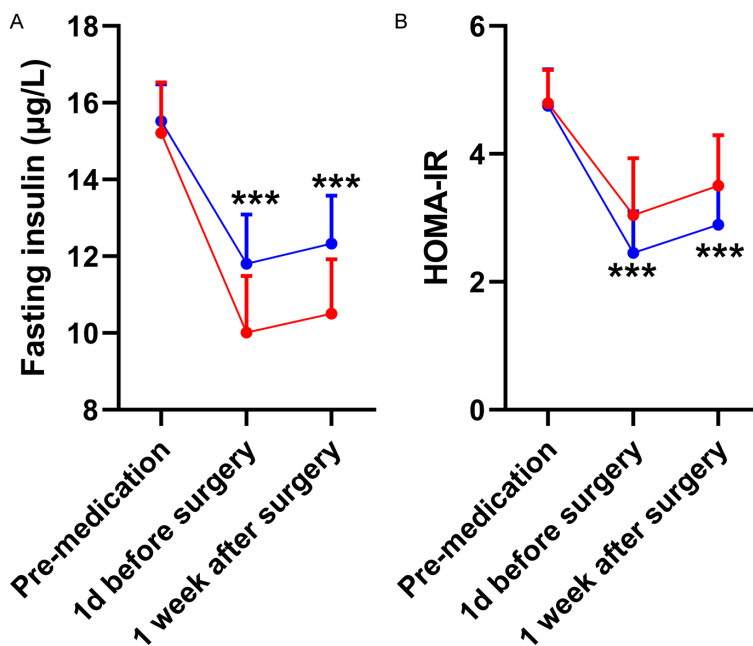 A
Fasting insulin (µg/L)
18
16
14
12
10
8
***
***
Pre-medication
1d before surgery
1 week after surgery
B
HOMA-IR
6
4
2
0
***
***
Pre-medication
1d before surgery
1 week after surgery